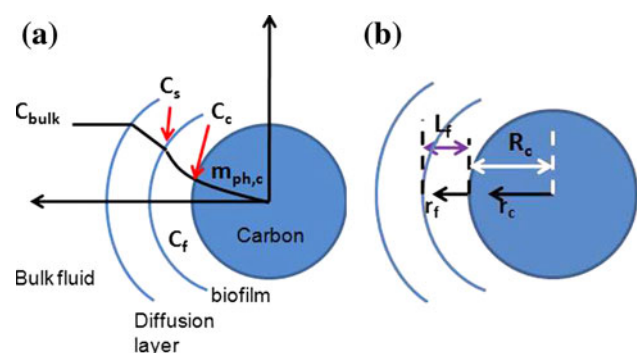 (a)
C_bulk
C_s
C_c
m_ph,c
Carbon
C_f
Bulk fluid
biofilm
Diffusion
layer
(b)
L_f
R_c
r_f
r_c